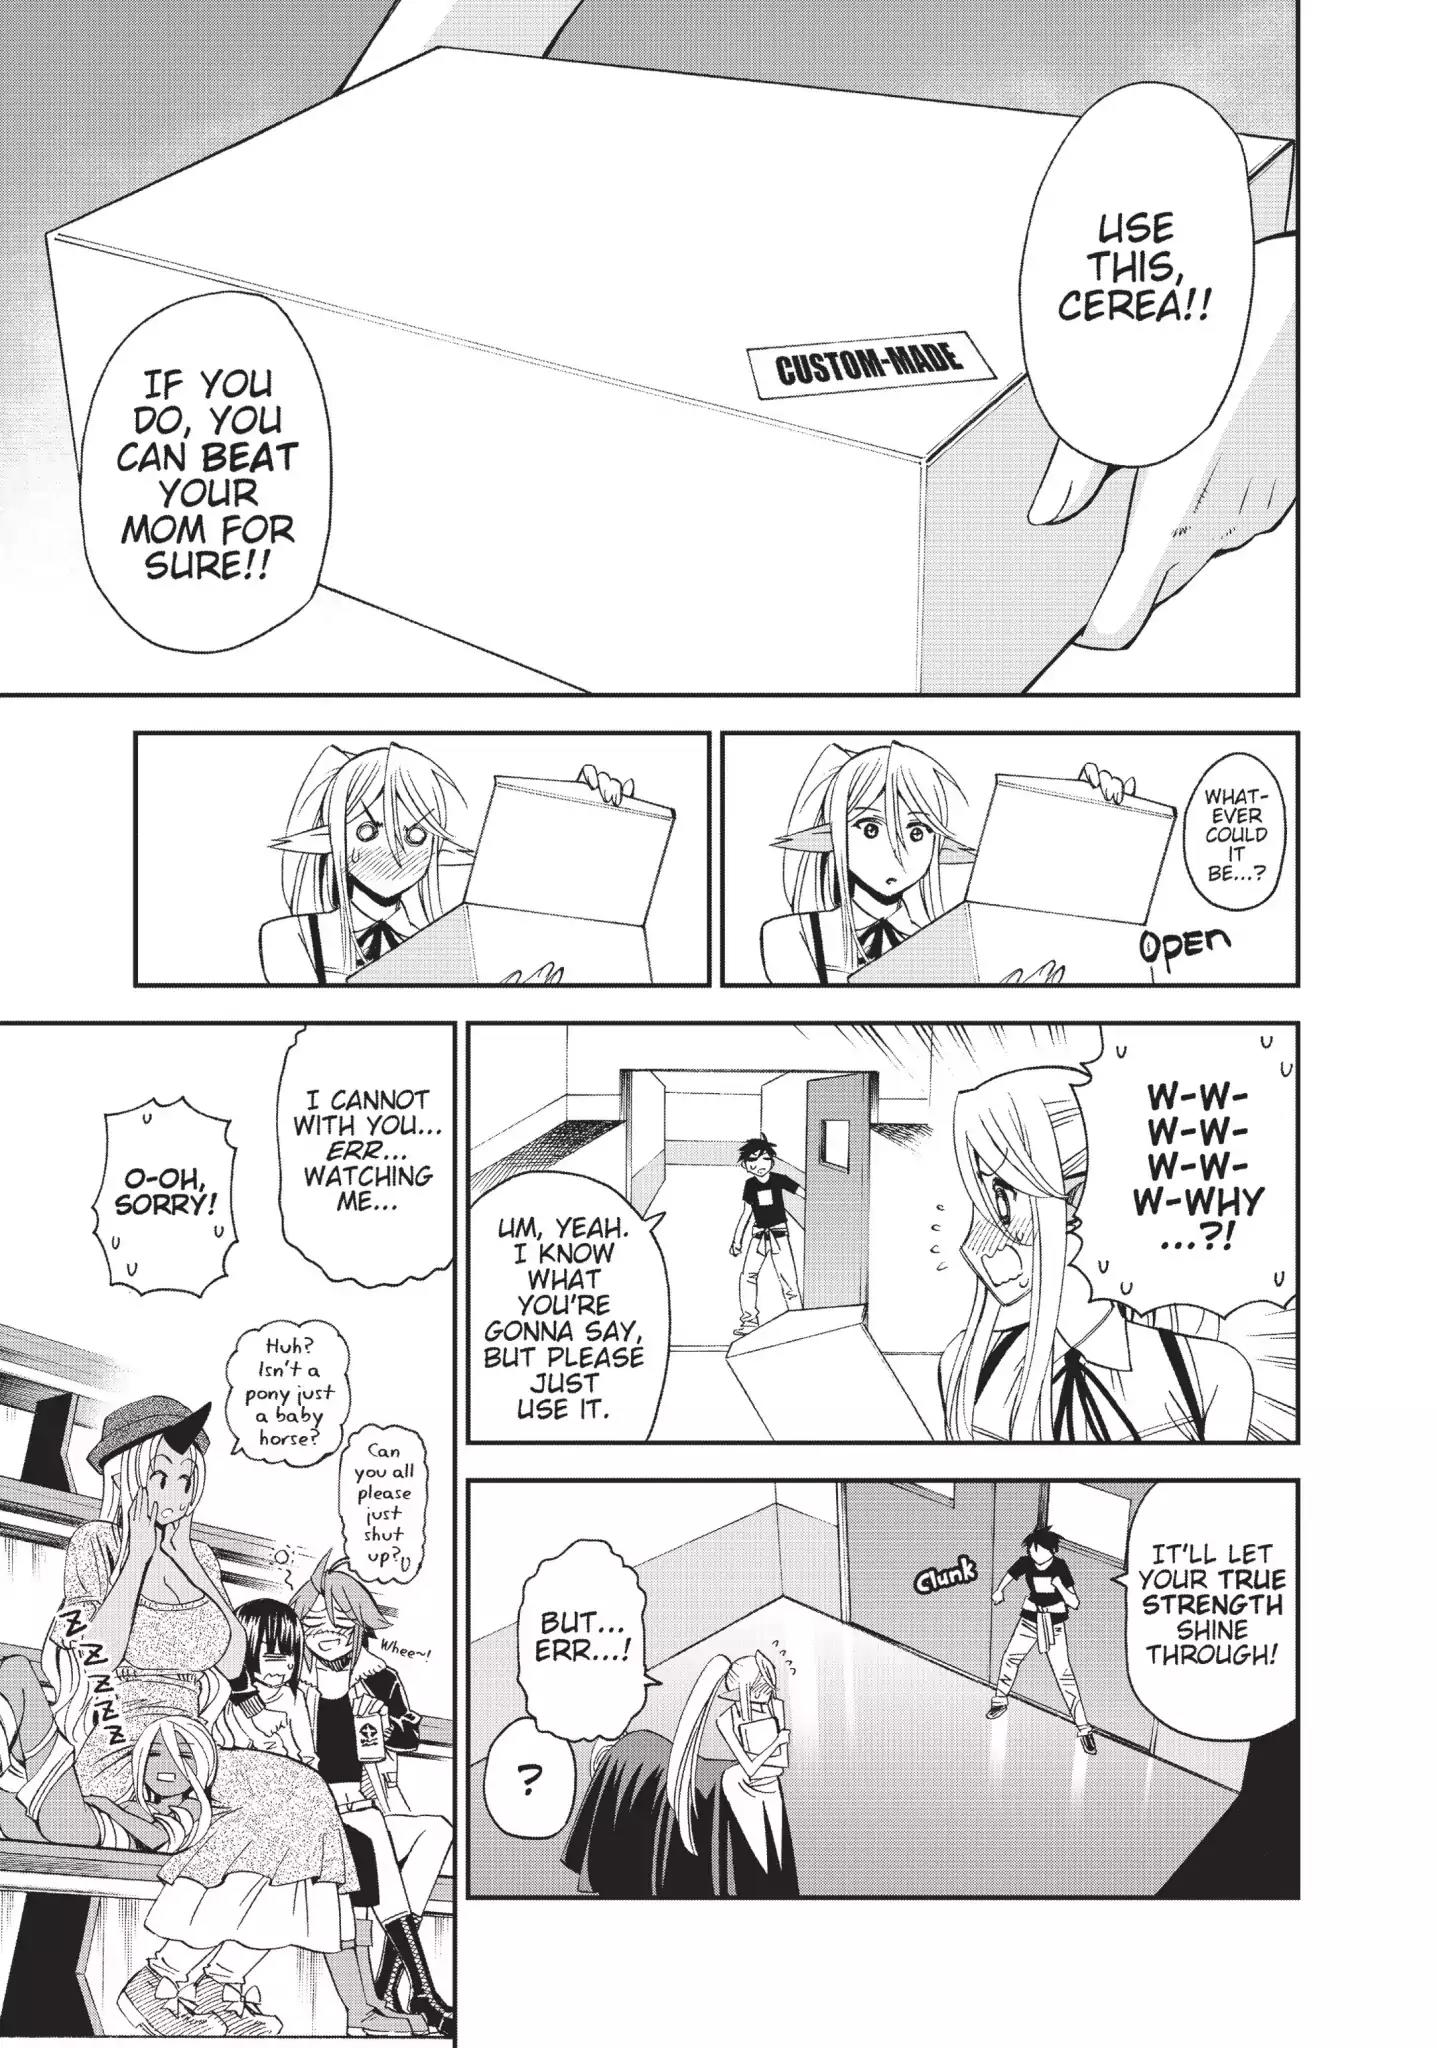 USE
THIS,
CEREA!!
CUSTOM-MADE
IF YOU
DO, YOU
CAN BEAT
YOUR
MOM FOR
SURE!!
WHAT-
EVER
COULD
IT
BE...?
OPEN
W-W-
W-W-
W-W-
W-WHY
...?!
UM, YEAH.
I KNOW
WHAT
YOU'RE
GONNA SAY,
BUT PLEASE
JUST
USE IT.
IT'LL LET
YOUR TRUE
STRENGTH
SHINE
THROUGH!
Clunk
BUT...
ERR...!
?
I CANNOT
WITH YOU...
ERR...
WATCHING
ME...
O-OH,
SORRY!
Huh?
Isn't a
pony just
a baby
horse?
Can
you all
please
just
shut
up?
Whee~!
Z
Z
Z
Z
Z